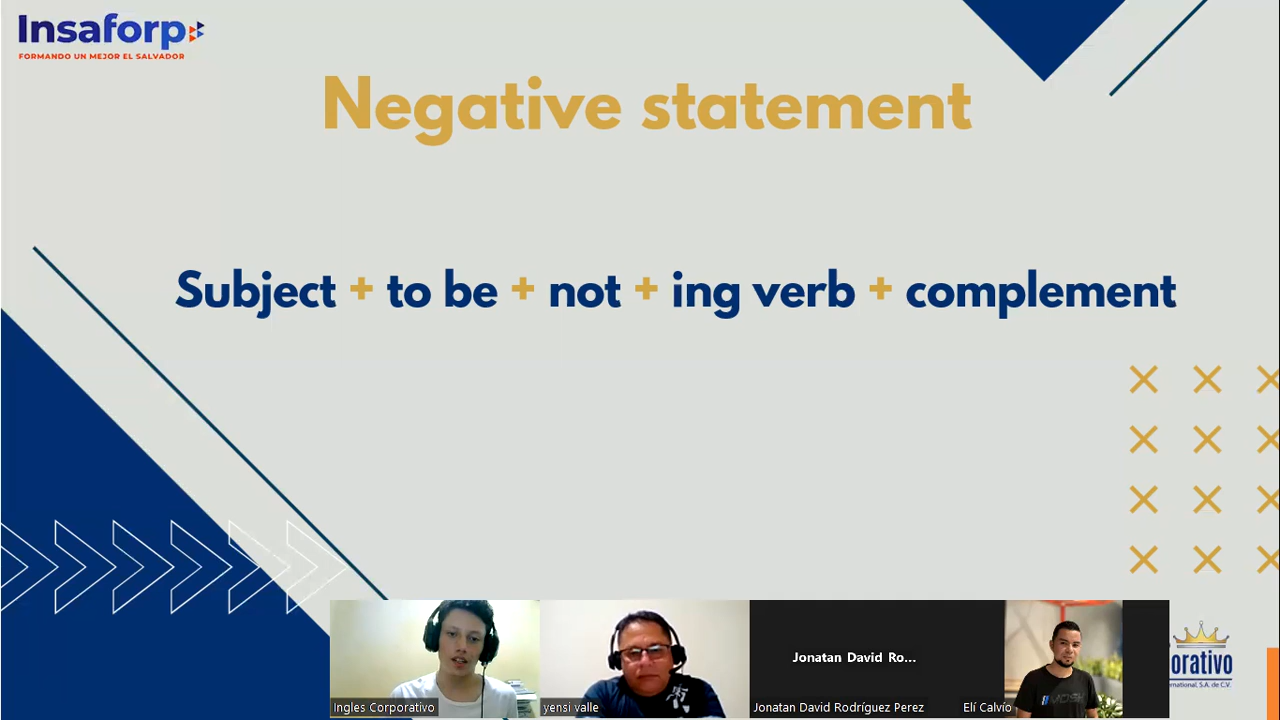 Insaforp
FORMANDO UN MEJOR EL SALVADOR
Negative statement
Subject + to be + not + ing verb + complement
Jonatan David Ro...
orativo
Ingles Corporativo
yensi valle
Jonatan David Rodríguez Perez
Elí Calvío